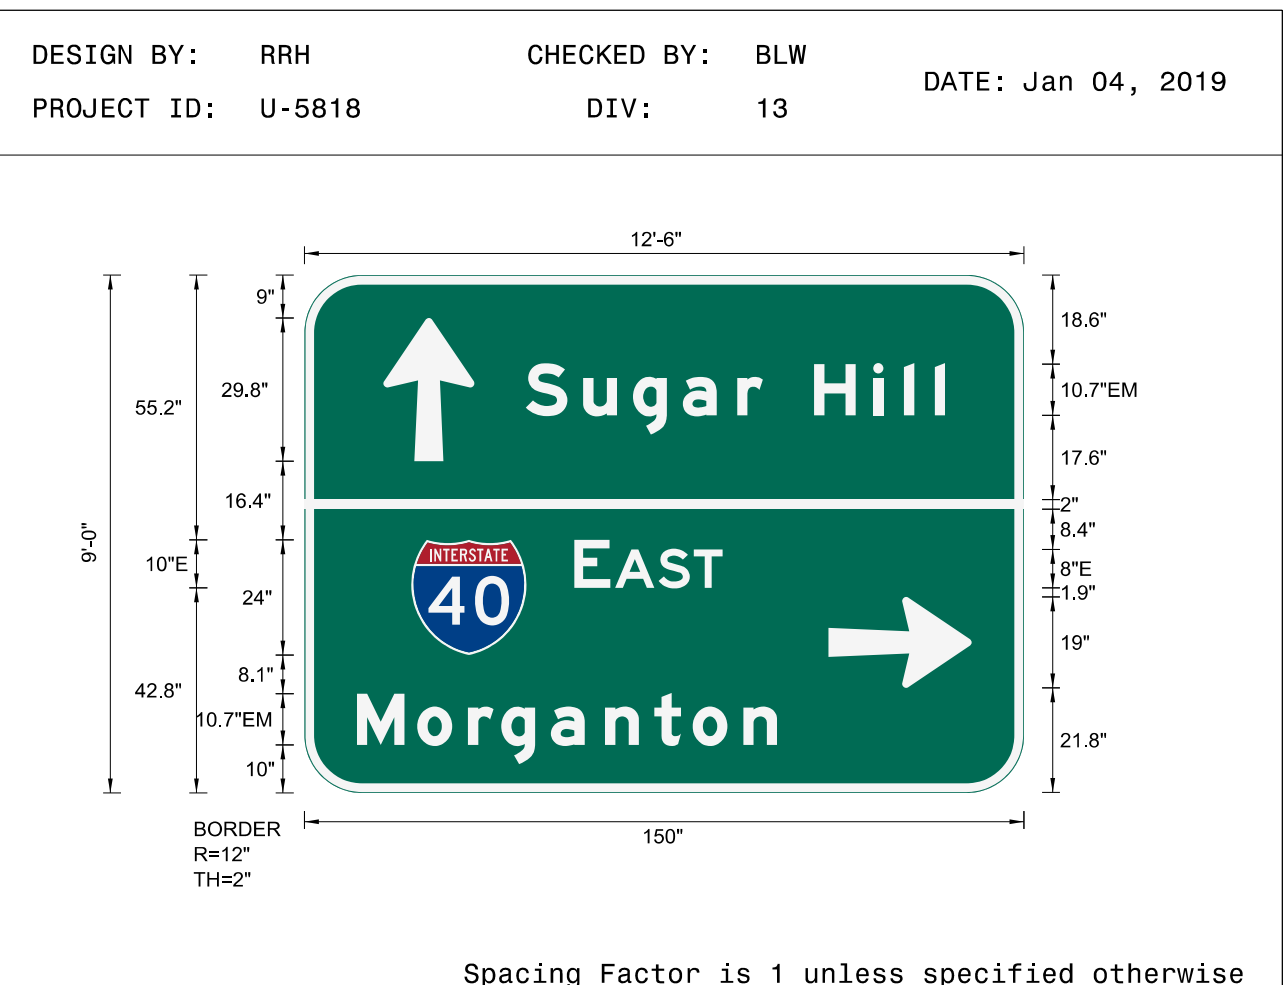 DESIGN BY: RRH CHECKED BY: BLW
DATE: Jan 04, 2019
PROJECT ID: U-5818 DIV: 13
12'-6"
9"
18.6"
29.8"
10.7"EM
55.2"
Sugar Hill
17.6"
16.4"
2"
8.4"
9'-0"
10"E
INTERSTATE
40
EAST
8"E
1.9"
24"
19"
8.1"
42.8"
10.7"EM
Morganton
21.8"
10"
BORDER
R=12"
TH=2"
150"
Spacing Factor is 1 unless specified otherwise